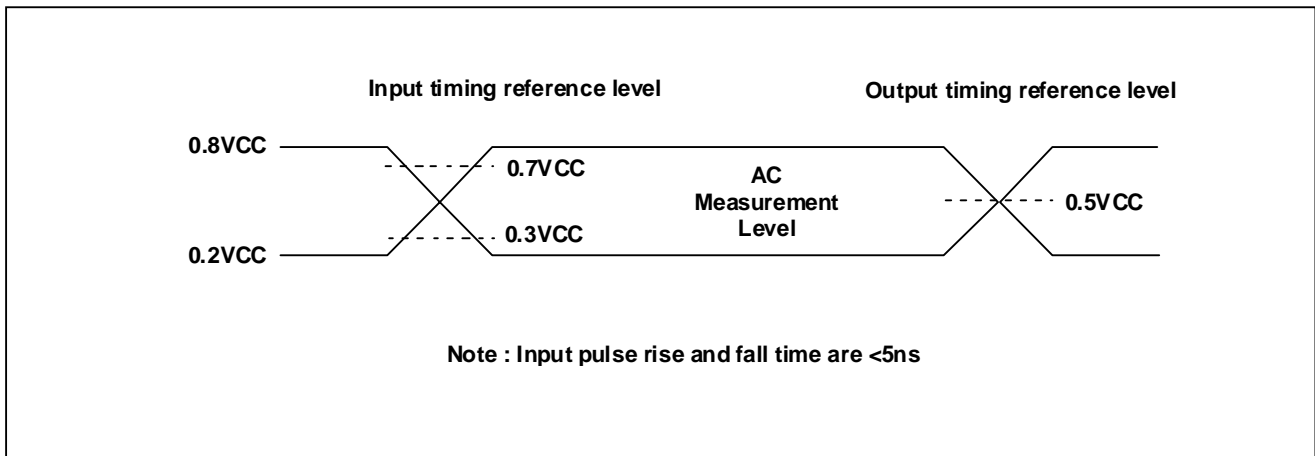 Input timing reference level
Output timing reference level
0.8VCC
0.7VCC
AC
Measurement
Level
0.5VCC
0.3VCC
0.2VCC
Note : Input pulse rise and fall time are <5ns